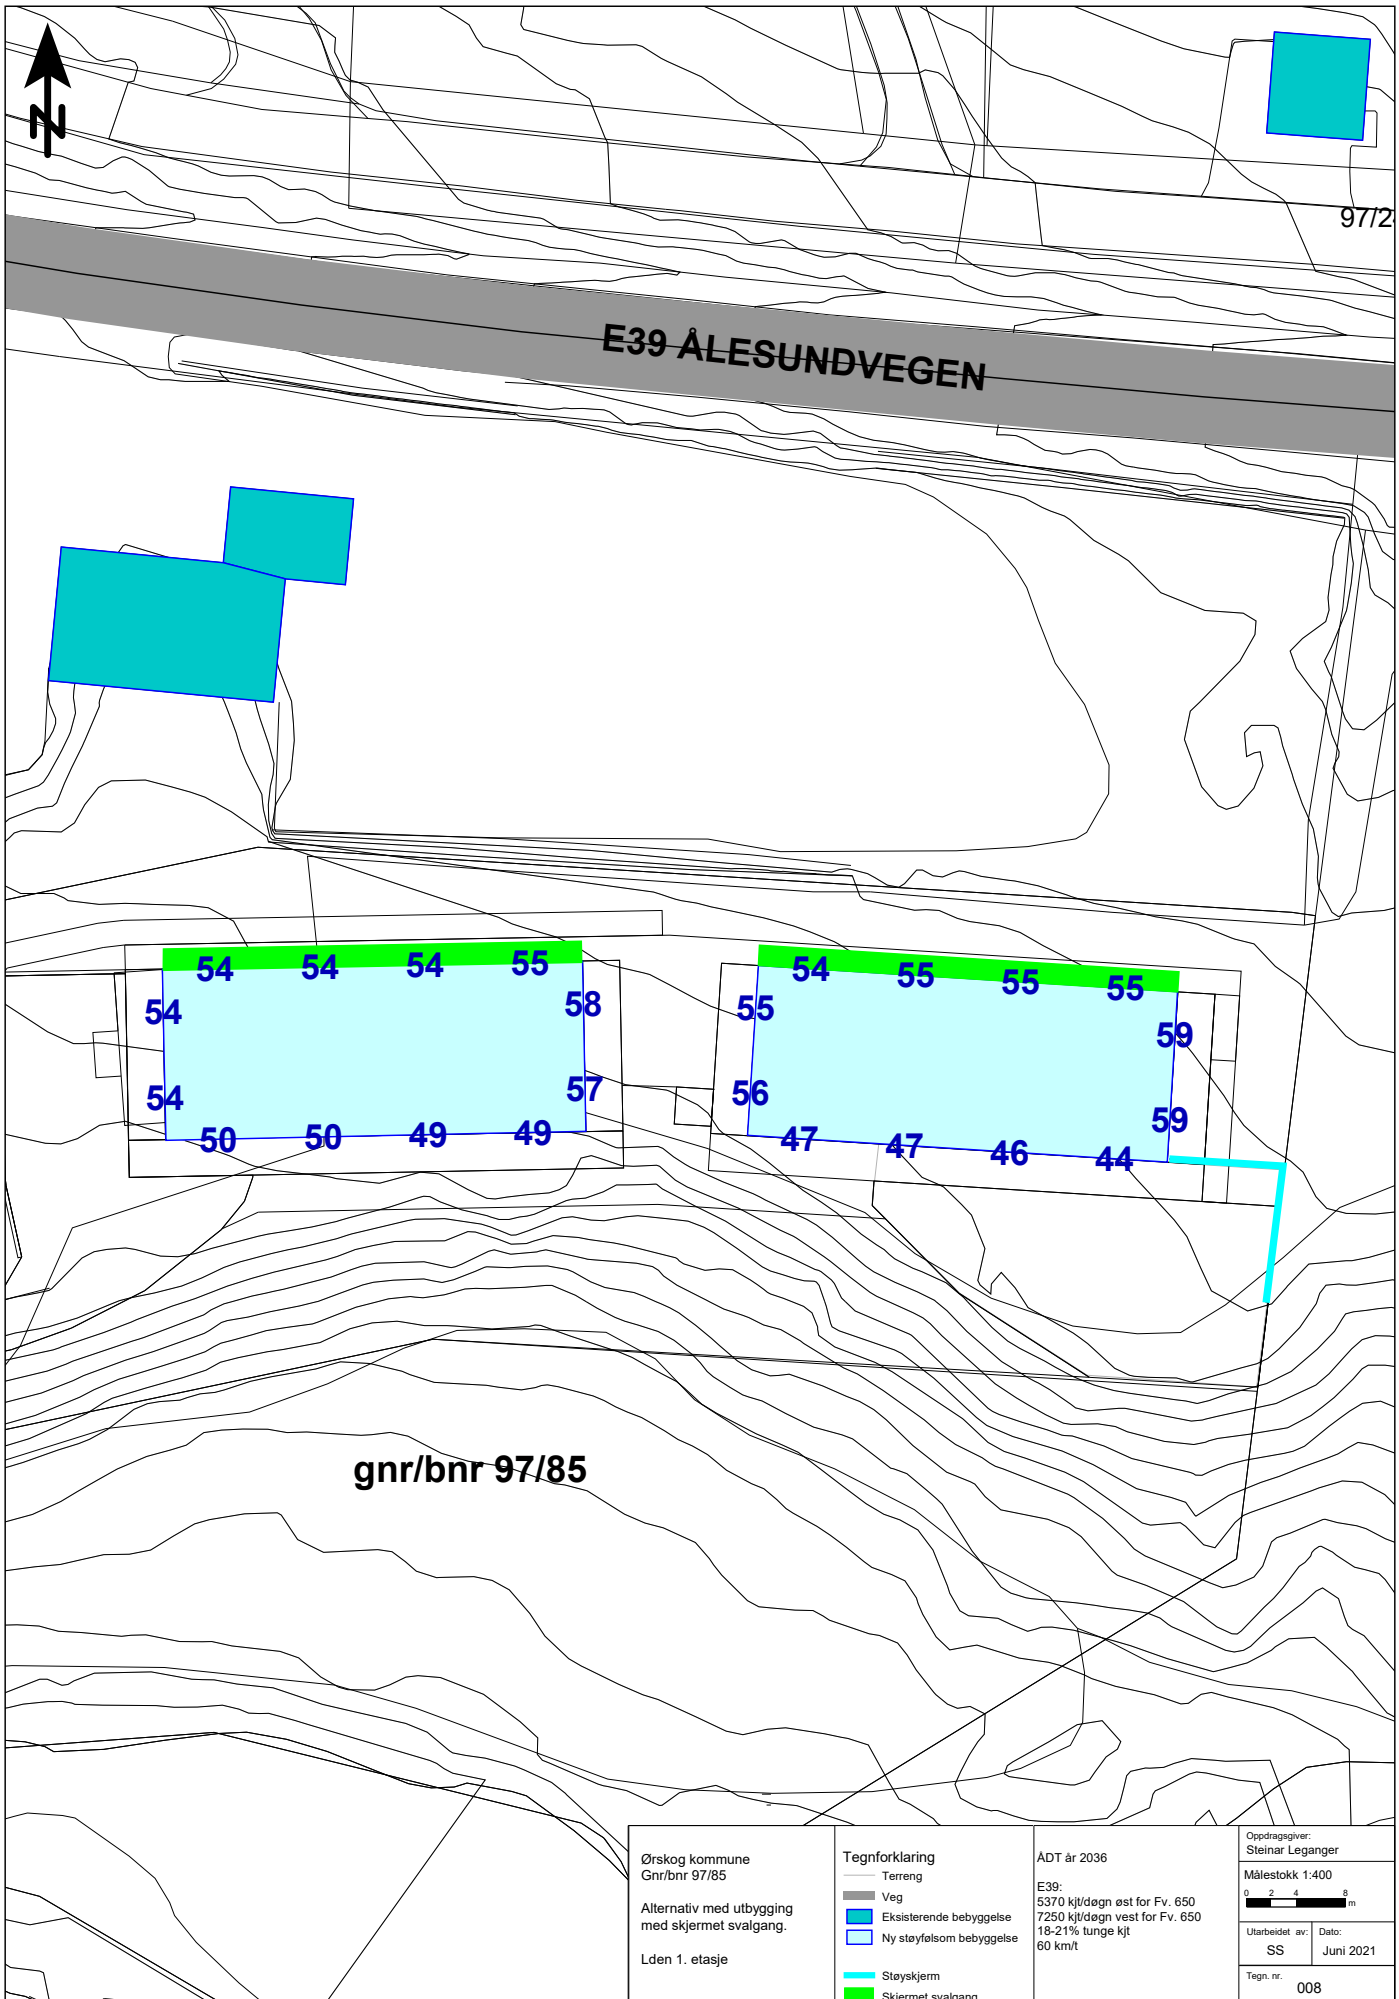 N
97/2
E39 ÅLESUNDVEGEN
54 54 54 55
54 58
54 57
50 50 49 49
54 55 55 55
55 59
56 59
47 47 46 44
gnr/bnr 97/85
Ørskog kommune
Gnr/bnr 97/85
Alternativ med utbygging
med skjermet svalgang.
Lden 1. etasje
Tegnforklaring
Terreng
Veg
Eksisterende bebyggelse
Ny støyfølsom bebyggelse
Støyskjerm
Skjermet svalgang
ÅDT år 2036
E39:
5370 kjt/døgn øst for Fv. 650
7250 kjt/døgn vest for Fv. 650
18-21% tunge kjt
60 km/t
Oppdragsgiver:
Steinar Leganger
Målestokk 1:400
0 2 4 8
m
Utarbeidet av:
SS
Dato:
Juni 2021
Tegn. nr.
008